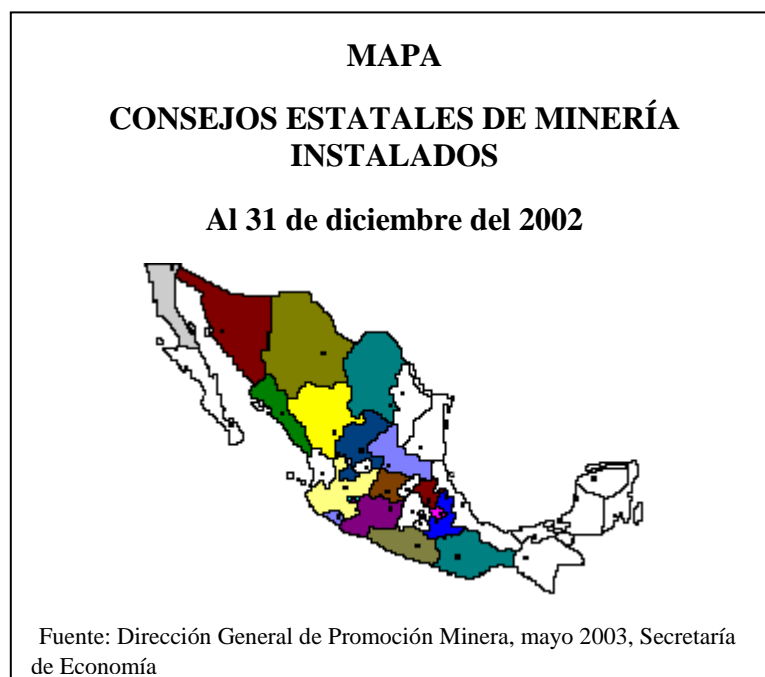 MAPA
CONSEJOS ESTATALES DE MINERÍA
INSTALADOS
Al 31 de diciembre del 2002
Fuente: Dirección General de Promoción Minera, mayo 2003, Secretaría
de Economía